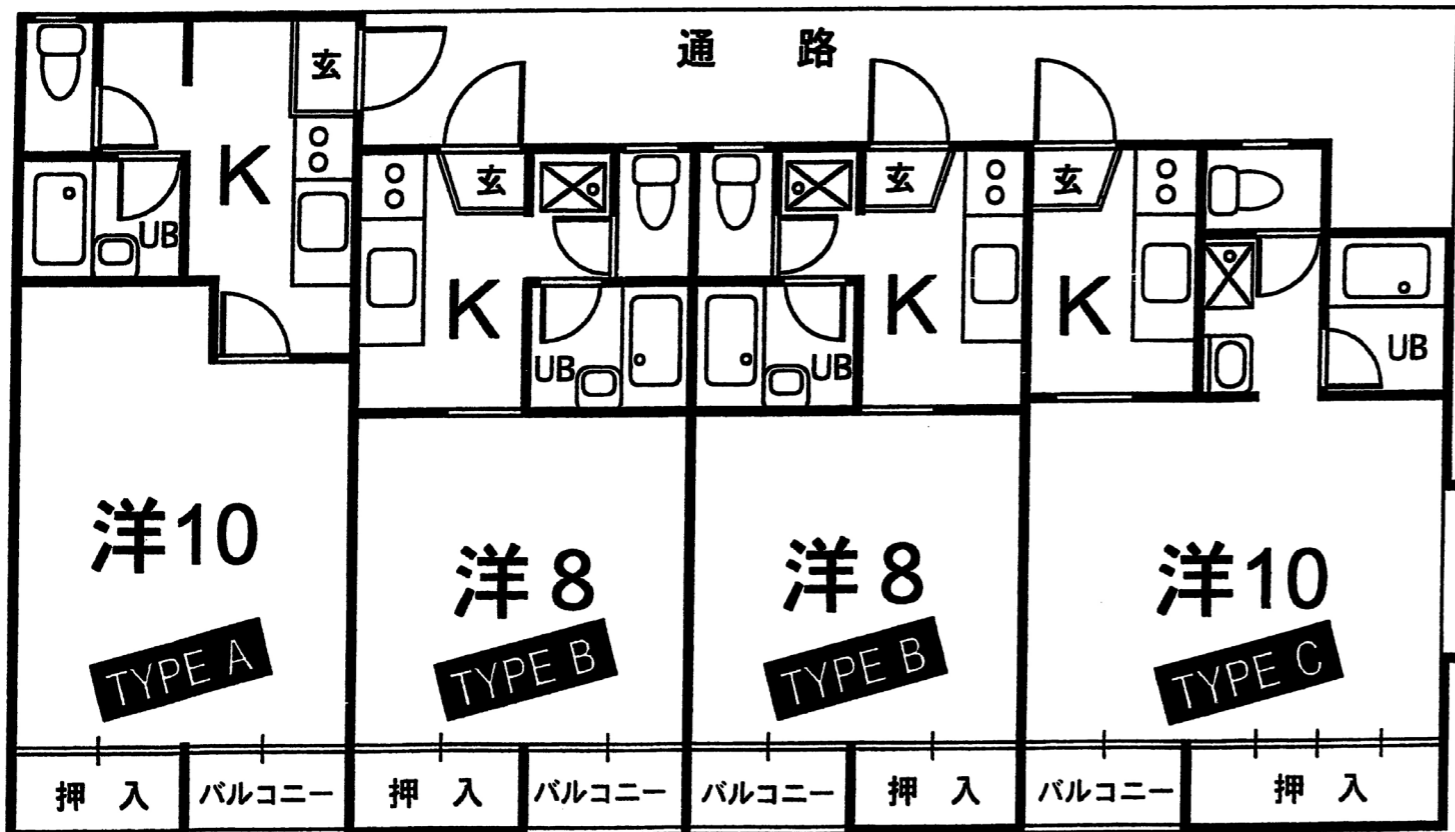 通 路
玄
K
UB
玄
K
UB
玄
K
UB
玄
K
UB
洋10
TYPE A
洋8
TYPE B
洋8
TYPE B
洋10
TYPE C
押 入
バルコニー
押 入
バルコニー
バルコニー
押 入
バルコニー
押 入